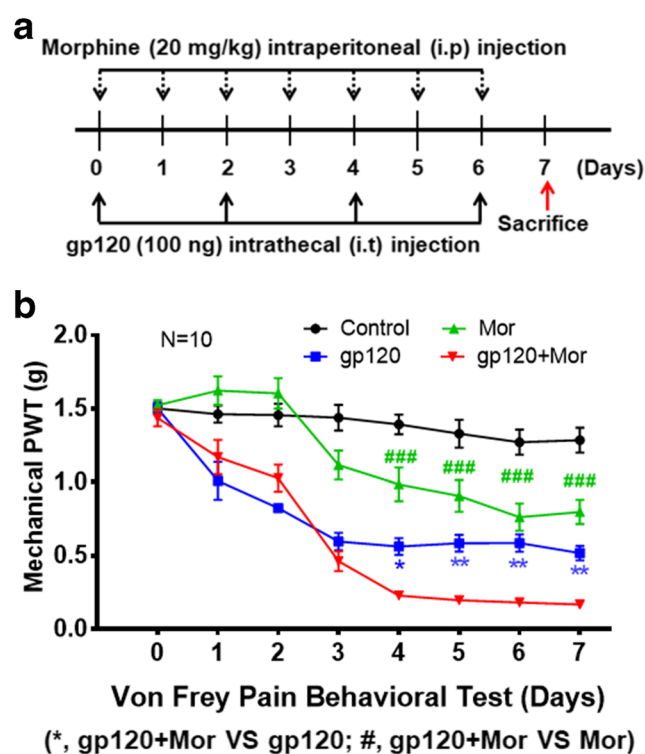 a
Morphine (20 mg/kg) intraperitoneal (i.p) injection
0 1 2 3 4 5 6 7 (Days)
Sacrifice
gp120 (100 ng) intrathecal (i.t) injection
b
2.0
N=10
Control
Mor
gp120
gp120+Mor
1.5
1.0
0.5
0.0
Mechanical PWT (g)
### ### ### ###
* ** ** **
0 1 2 3 4 5 6 7
Von Frey Pain Behavioral Test (Days)
(*, gp120+Mor VS gp120; #, gp120+Mor VS Mor)